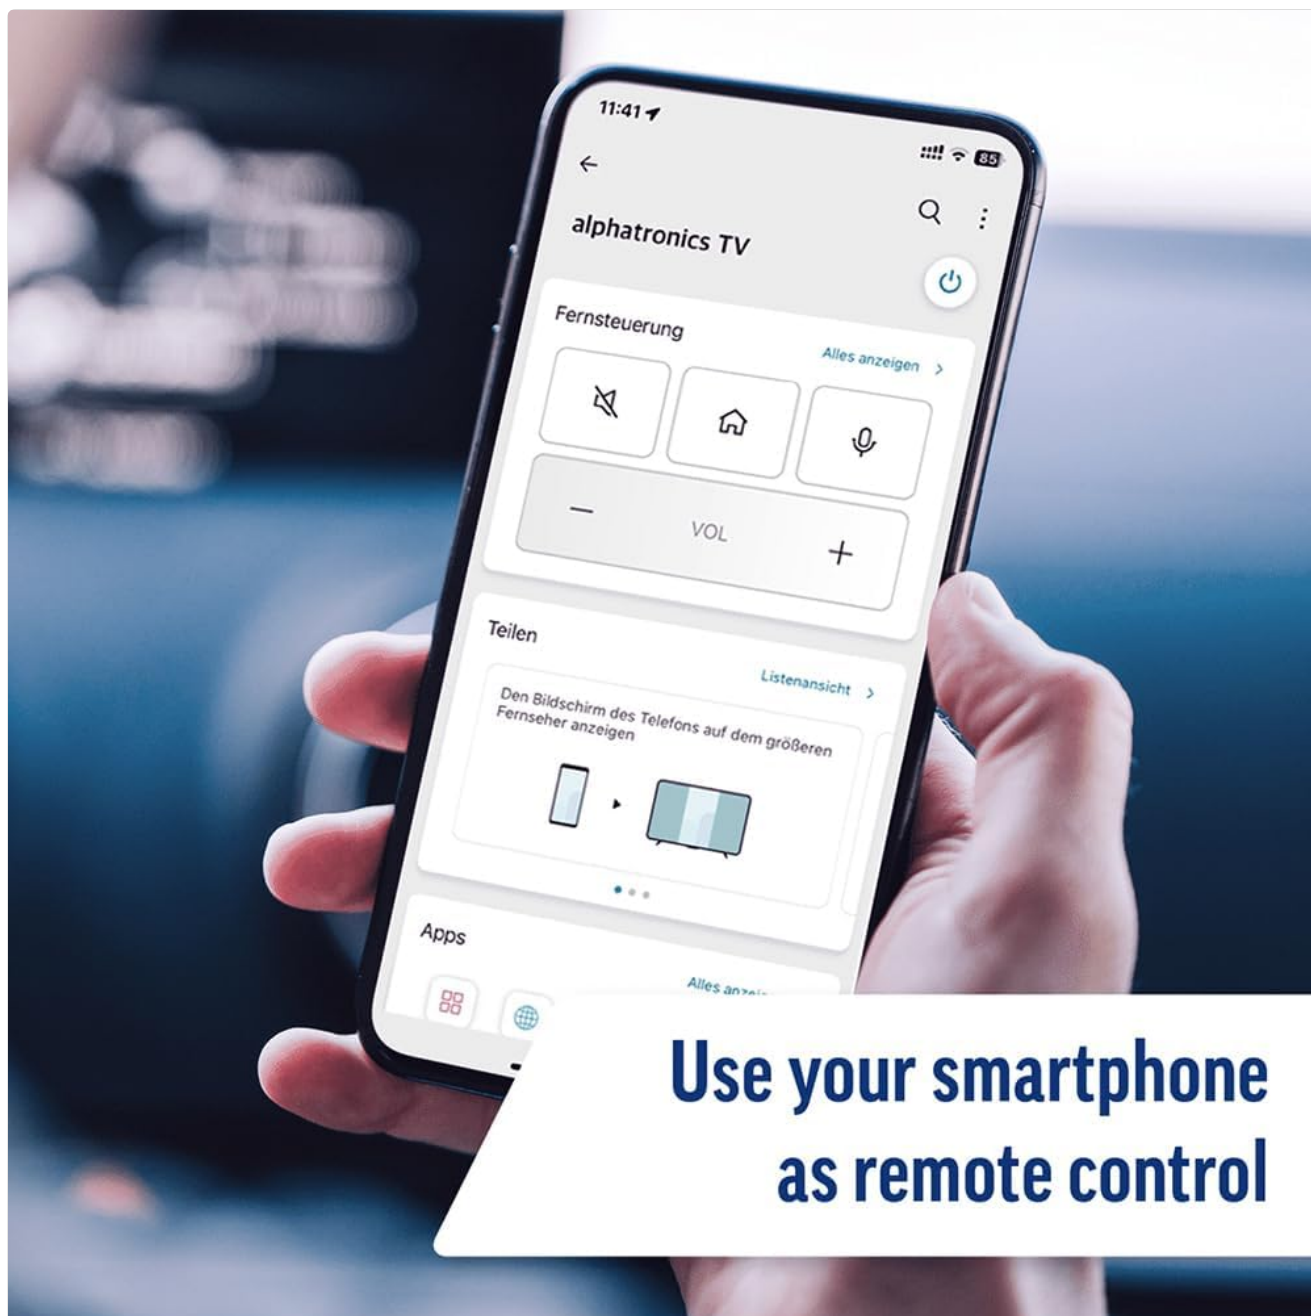 11:41
85
alphatronics TV
Fernsteuerung
Alles anzeigen
VOL
Teilen
Listenansicht
Den Bildschirm des Telefons auf dem größeren
Fernseher anzeigen
Apps
Alles
Use your smartphone
as remote control